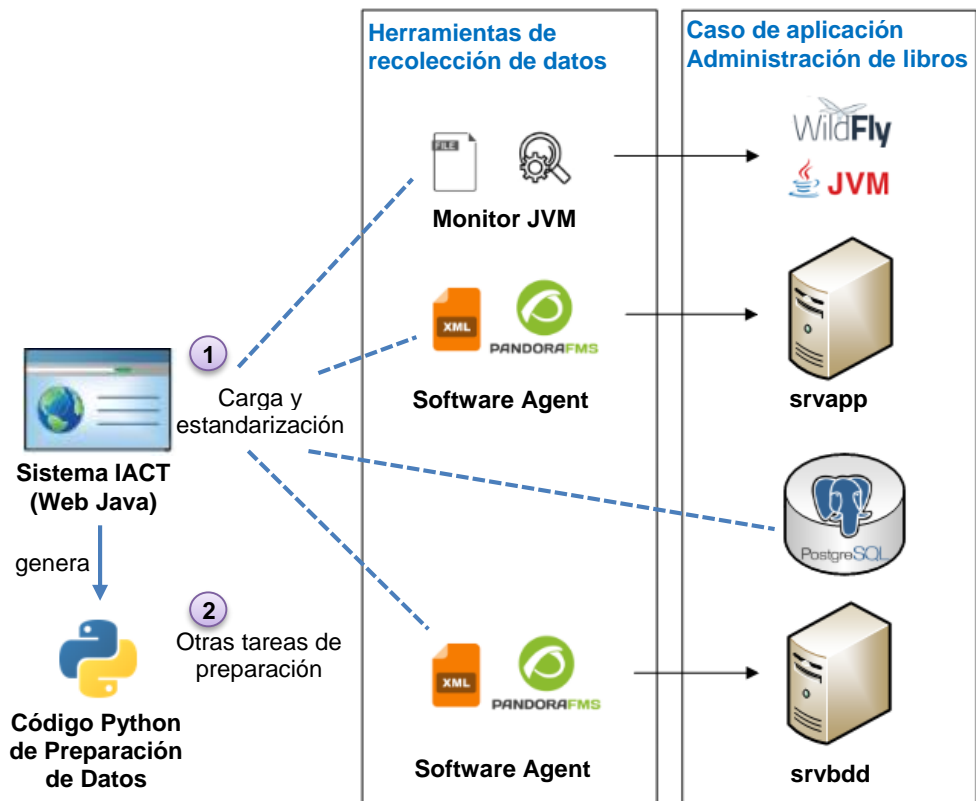 Herramientas de
recolección de datos
Caso de aplicación
Administración de libros
FILE
Monitor JVM
WildFly
JVM
XML
PANDORAFMS
Software Agent
srvapp
1
Carga y
estandarización
Sistema IACT
(Web Java)
genera
PostgreSQL
2
Otras tareas de
preparación
Código Python
de Preparación
de Datos
XML
PANDORAFMS
Software Agent
srvbdd